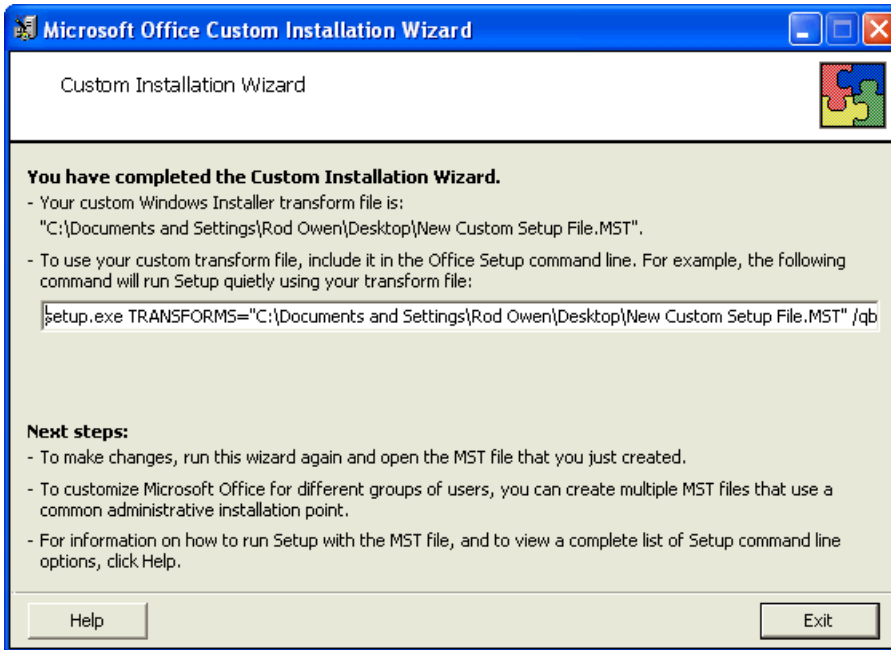 Microsoft Office Custom Installation Wizard
Custom Installation Wizard
You have completed the Custom Installation Wizard.
- Your custom Windows Installer transform file is:
"C:\Documents and Settings\Rod Owen\Desktop\New Custom Setup File.MST".
- To use your custom transform file, include it in the Office Setup command line. For example, the following
command will run Setup quietly using your transform file:
setup.exe TRANSFORMS="C:\Documents and Settings\Rod Owen\Desktop\New Custom Setup File.MST" /qb
Next steps:
- To make changes, run this wizard again and open the MST file that you just created.
- To customize Microsoft Office for different groups of users, you can create multiple MST files that use a
common administrative installation point.
- For information on how to run Setup with the MST file, and to view a complete list of Setup command line
options, click Help.
Help
Exit